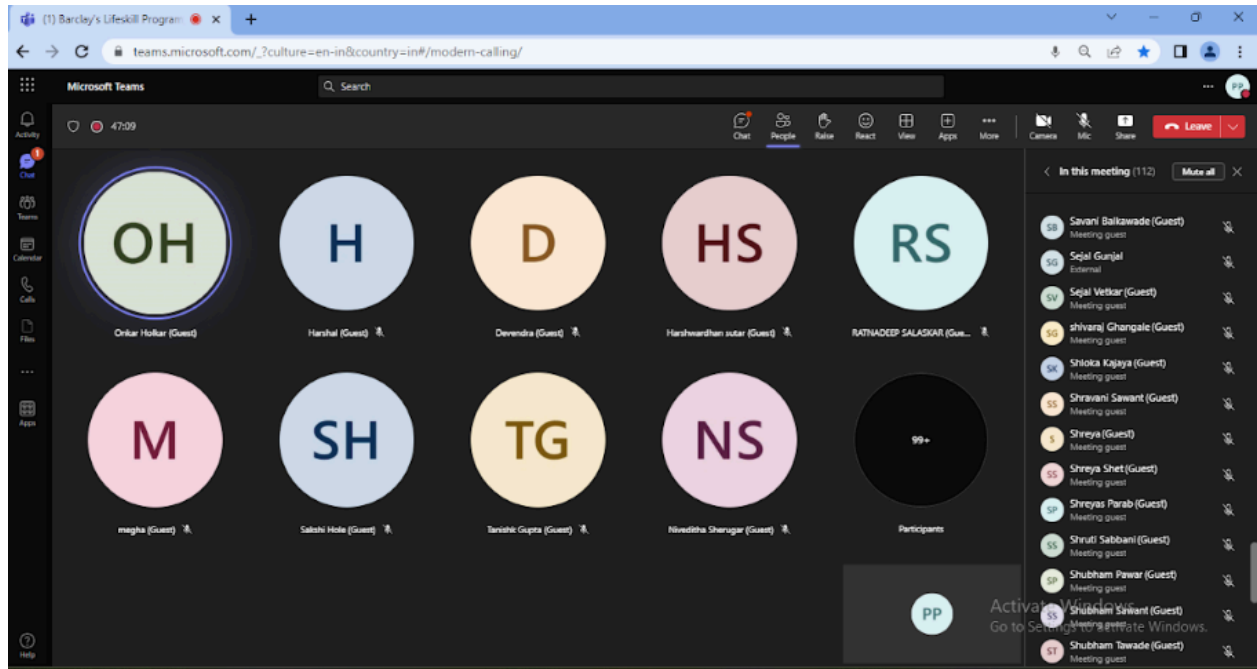 (1) Barclay's Lifeskill Program
teams.microsoft.com/_?culture=en-in&country=in#/modern-calling/
Microsoft Teams
Search
PP
47:09
Chat
People
Raise
React
View
Apps
More
Camera
Mic
Share
Leave
Activity
1
Chat
Teams
Calendar
Calls
Files
Apps
Help
OH
H
D
HS
RS
Onkar Holkar (Guest)
Harshal (Guest)
Devendra (Guest)
Harshwardhan sutar (Guest)
RATNADEEP SALASKAR (Gue...
M
SH
TG
NS
99+
megha (Guest)
Sakshi Hole (Guest)
Tanishk Gupta (Guest)
Niveditha Sherugar (Guest)
Participants
PP
In this meeting (112)
Mute all
SB
Savani Balkawade (Guest)
Meeting guest
SG
Sejal Gunjal
External
SV
Sejal Vetkar (Guest)
Meeting guest
SG
shivaraj Ghangale (Guest)
Meeting guest
SK
Shloka Kajaya (Guest)
Meeting guest
SS
Shravani Sawant (Guest)
Meeting guest
S
Shreya (Guest)
Meeting guest
SS
Shreya Shet (Guest)
Meeting guest
SP
Shreyas Parab (Guest)
Meeting guest
SS
Shruti Sabbani (Guest)
Meeting guest
SP
Shubham Pawar (Guest)
Meeting guest
SS
Shubham Sawant (Guest)
Meeting guest
ST
Shubham Tawade (Guest)
Meeting guest
Activate Windows
Go to Settings to activate Windows.